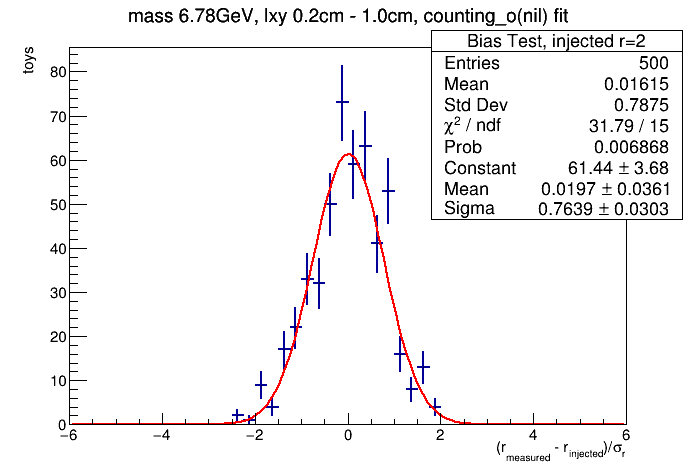 mass 6.78GeV, lxy 0.2cm - 1.0cm, counting_o(nil) fit
Bias Test, injected r=2
Entries 500
Mean 0.01615
Std Dev 0.7875
χ² / ndf 31.79 / 15
Prob 0.006868
Constant 61.44 ± 3.68
Mean 0.0197 ± 0.0361
Sigma 0.7639 ± 0.0303
toys
80
70
60
50
40
30
20
10
0
−6 −4 −2 0 2 4 6
(r_measured - r_injected)/σ_r